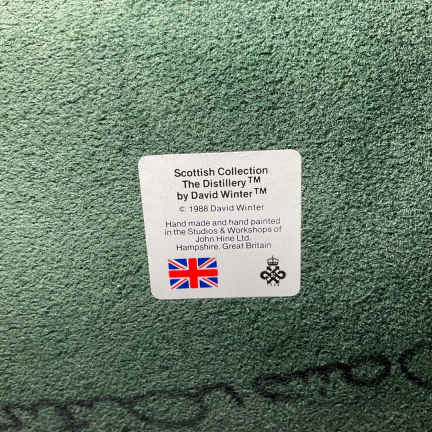 Scottish Collection
The Distillery™
by David Winter™
© 1988 David Winter
Hand made and hand painted
in the Studios & Workshops of
John Hine Ltd.
Hampshire, Great Britain